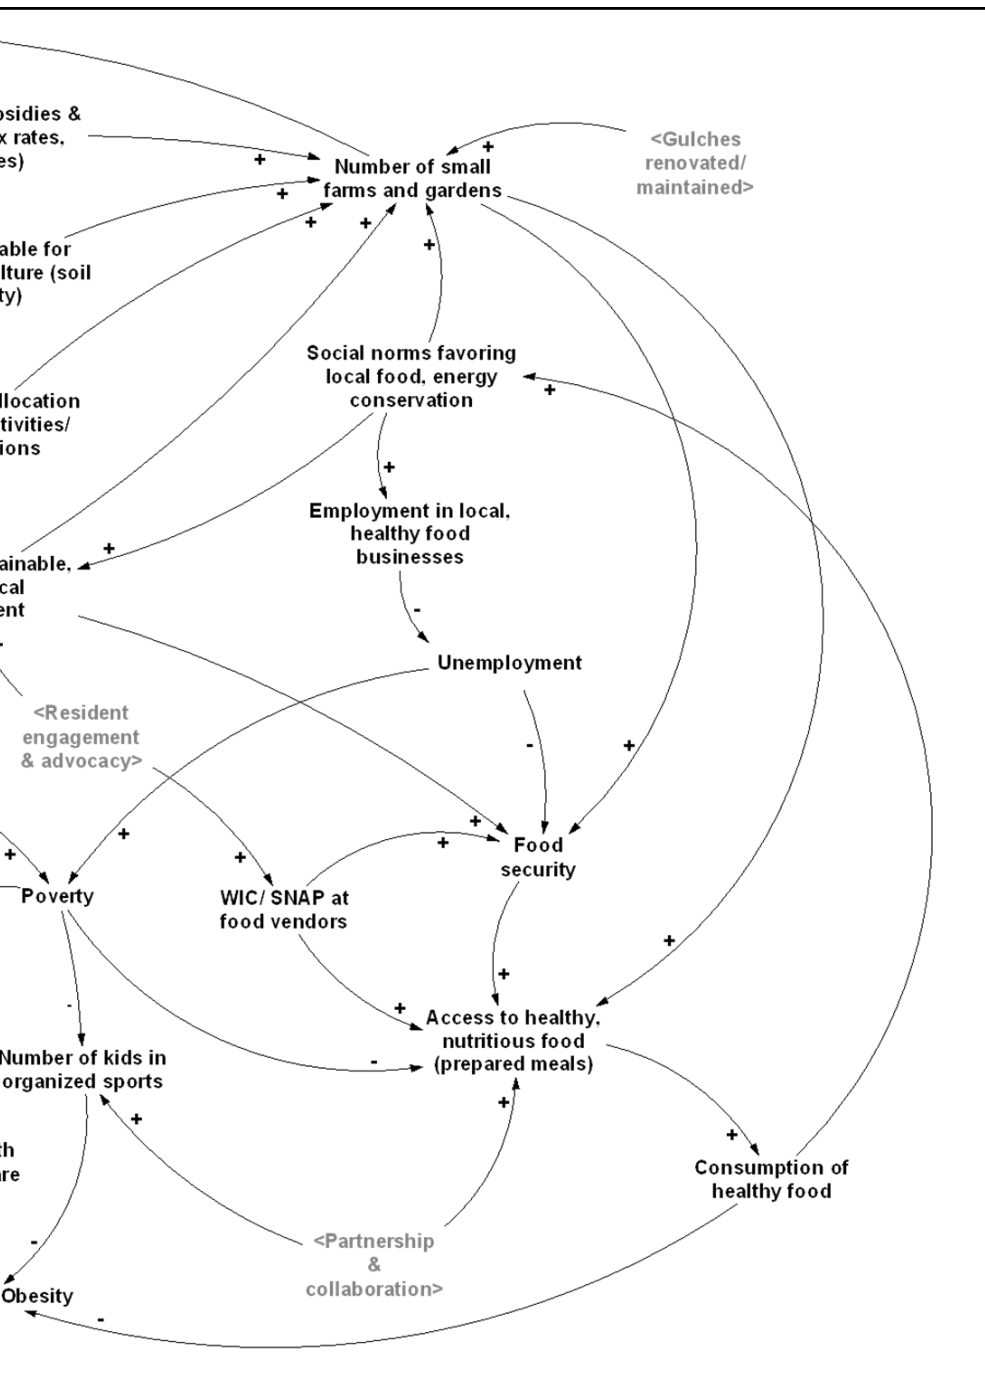 osidies &
x rates,
es)
+
Number of small
farms and gardens
+
<Gulches
renovated/
maintained>
+
+
+
+
able for
lture (soil
ty)
Social norms favoring
local food, energy
conservation
+
llocation
tivities/
ions
+
Employment in local,
healthy food
businesses
+
ainable,
cal
ent
-
Unemployment
-
<Resident
engagement
& advocacy>
-
+
+
+
+
Food
security
+
+
Poverty
WIC/ SNAP at
food vendors
+
+
-
+
Access to healthy,
nutritious food
(prepared meals)
-
Number of kids in
organized sports
+
+
+
th
re
Consumption of
healthy food
-
<Partnership
&
collaboration>
Obesity
-